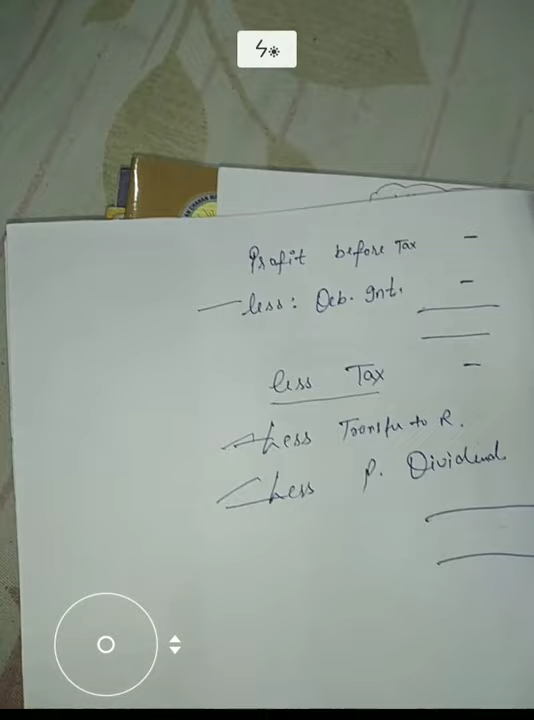 Profit before Tax -
less: Deb. Int. -
less Tax -
Less Transfer to R.
Less P. Dividend